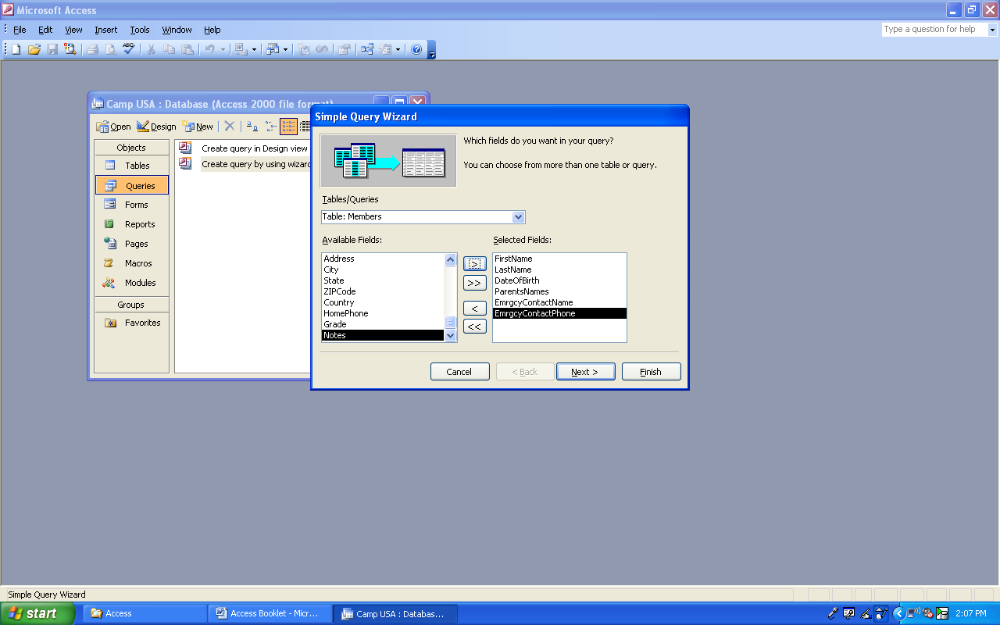 Microsoft Access
File Edit View Insert Tools Window Help
Type a question for help
ABC
Camp USA : Database (Access 2000 file format)
Open Design New
Objects
Tables
Queries
Forms
Reports
Pages
Macros
Modules
Groups
Favorites
Create query in Design view
Create query by using wizard
Simple Query Wizard
Which fields do you want in your query?
You can choose from more than one table or query.
Tables/Queries
Table: Members
Available Fields:
Address
City
State
ZIPCode
Country
HomePhone
Grade
Notes
>
>>
<
<<
Selected Fields:
FirstName
LastName
DateOfBirth
ParentsNames
EmrgcyContactName
EmrgcyContactPhone
Cancel < Back Next > Finish
Simple Query Wizard
start Access Access Booklet - Micr... Camp USA : Databas... 2:07 PM